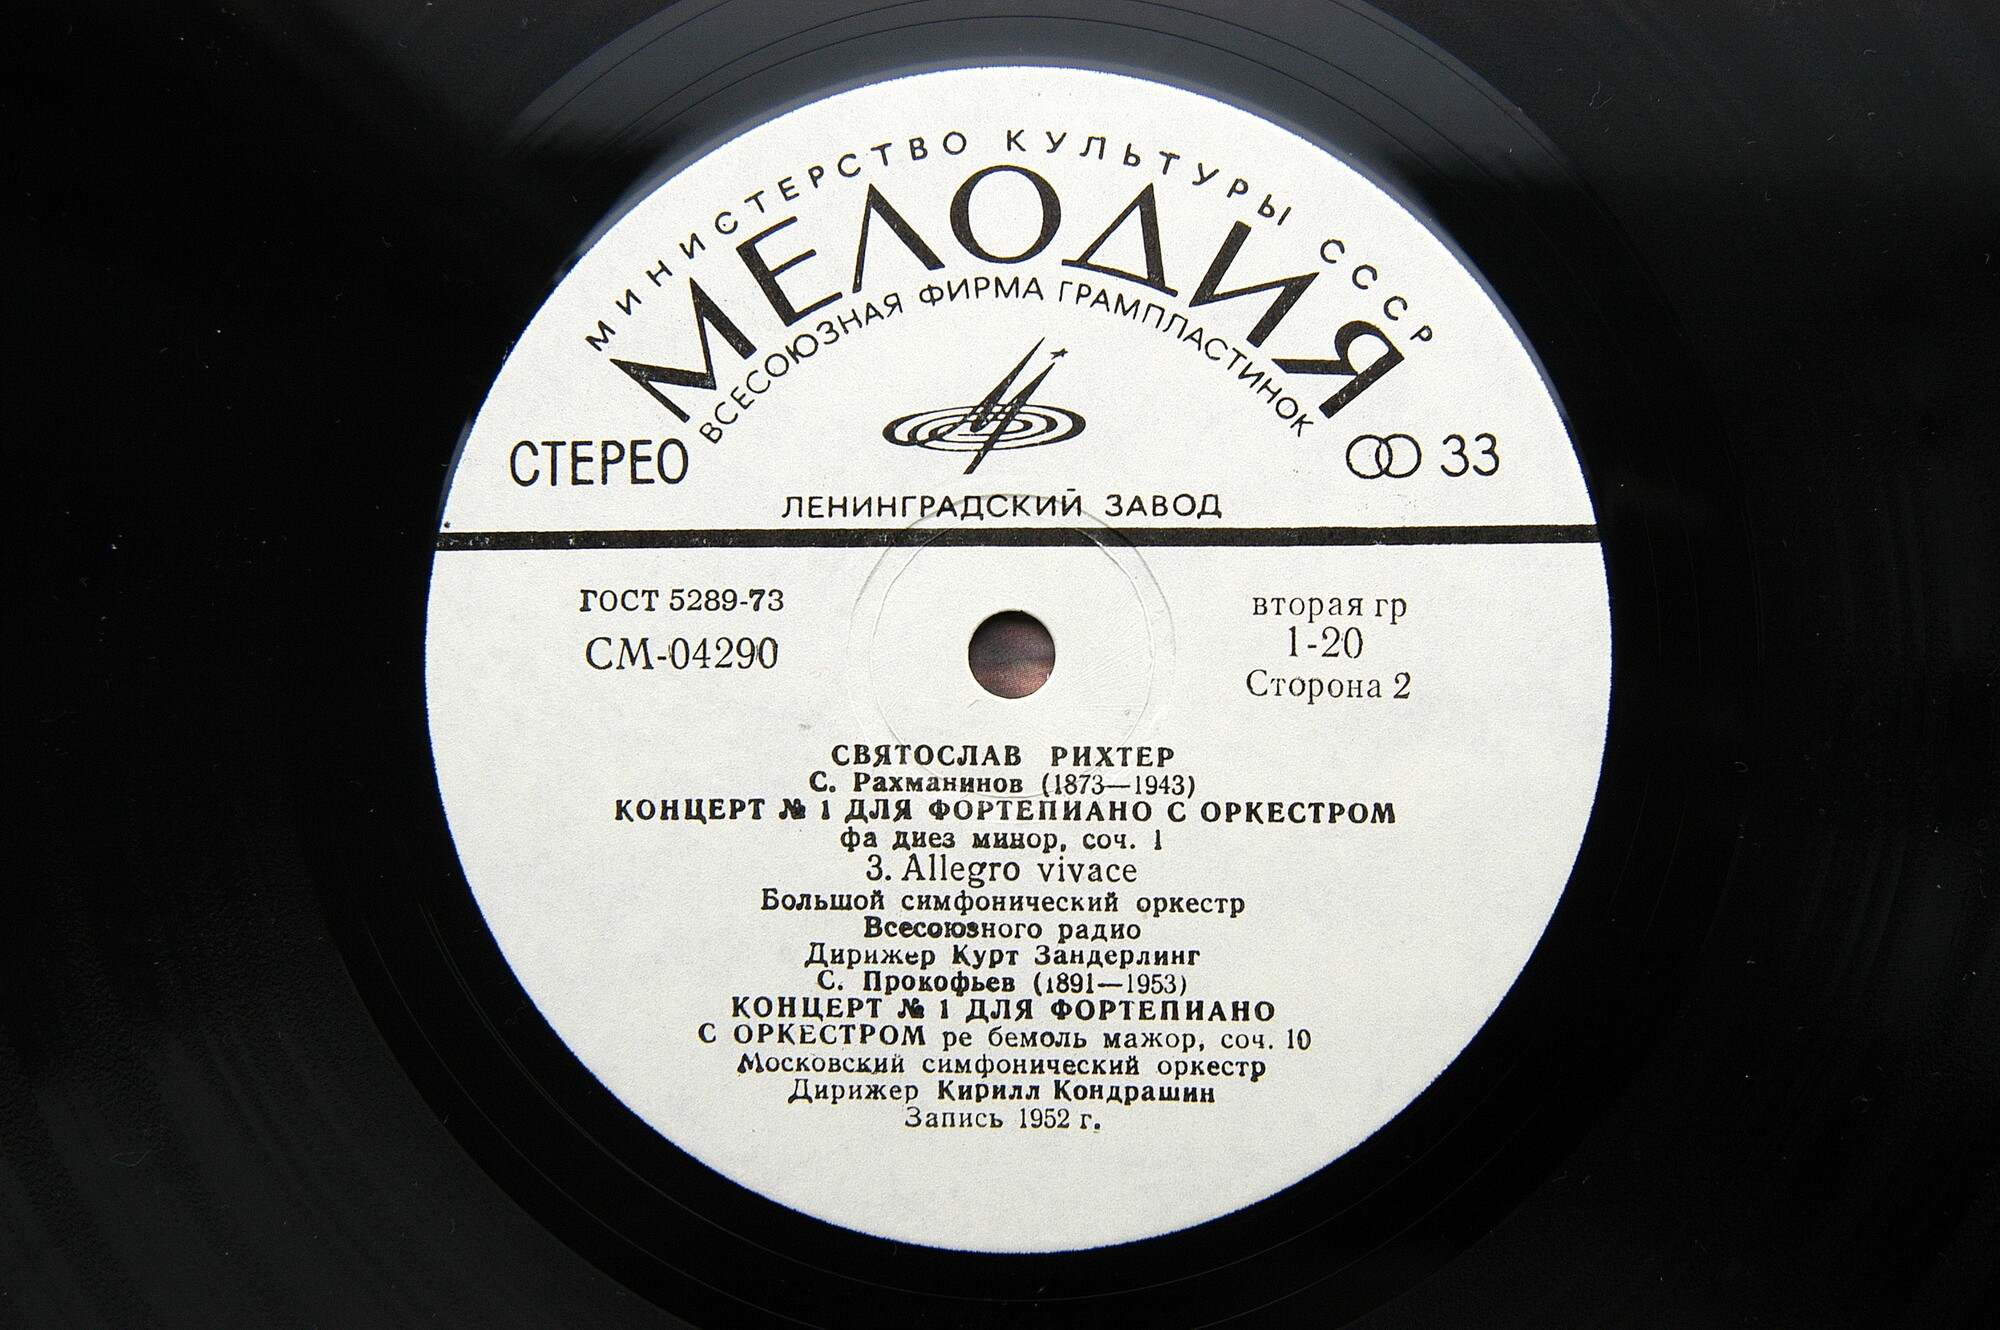 МИНИСТЕРСТВО КУЛЬТУРЫ СССР
МЕЛОДИЯ
ВСЕСОЮЗНАЯ ФИРМА ГРАМПЛАСТИНОК
СТЕРЕО
33
ЛЕНИНГРАДСКИЙ ЗАВОД
ГОСТ 5289-73
СМ-04290
вторая гр
1-20
Сторона 2
СВЯТОСЛАВ РИХТЕР
С. Рахманинов (1873—1943)
КОНЦЕРТ № 1 ДЛЯ ФОРТЕПИАНО С ОРКЕСТРОМ
фа диез минор, соч. 1
3. Allegro vivace
Большой симфонический оркестр
Всесоюзного радио
Дирижер Курт Зандерлинг
С. Прокофьев (1891—1953)
КОНЦЕРТ № 1 ДЛЯ ФОРТЕПИАНО
С ОРКЕСТРОМ ре бемоль мажор, соч. 10
Московский симфонический оркестр
Дирижер Кирилл Кондрашин
Запись 1952 г.